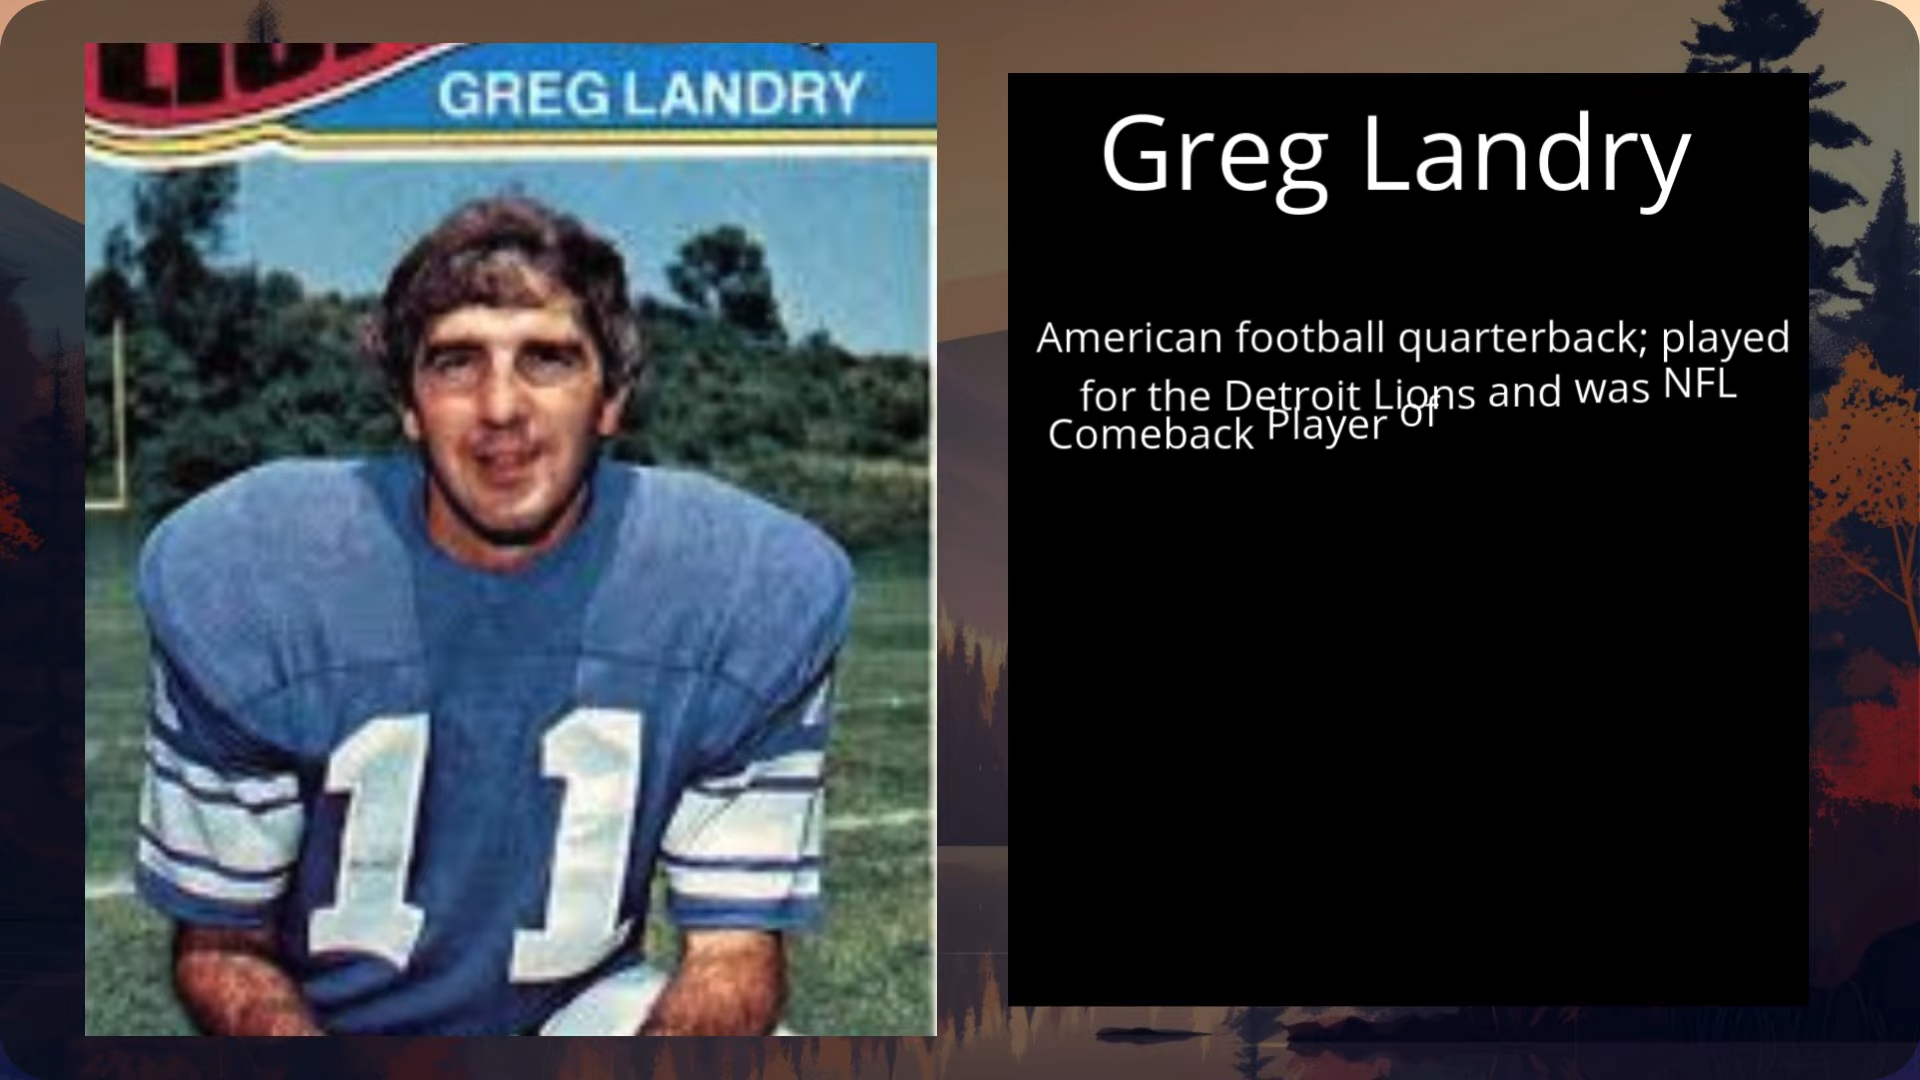 GREG LANDRY
Greg Landry
American football quarterback; played
for the Detroit Lions and was NFL
Comeback Player of